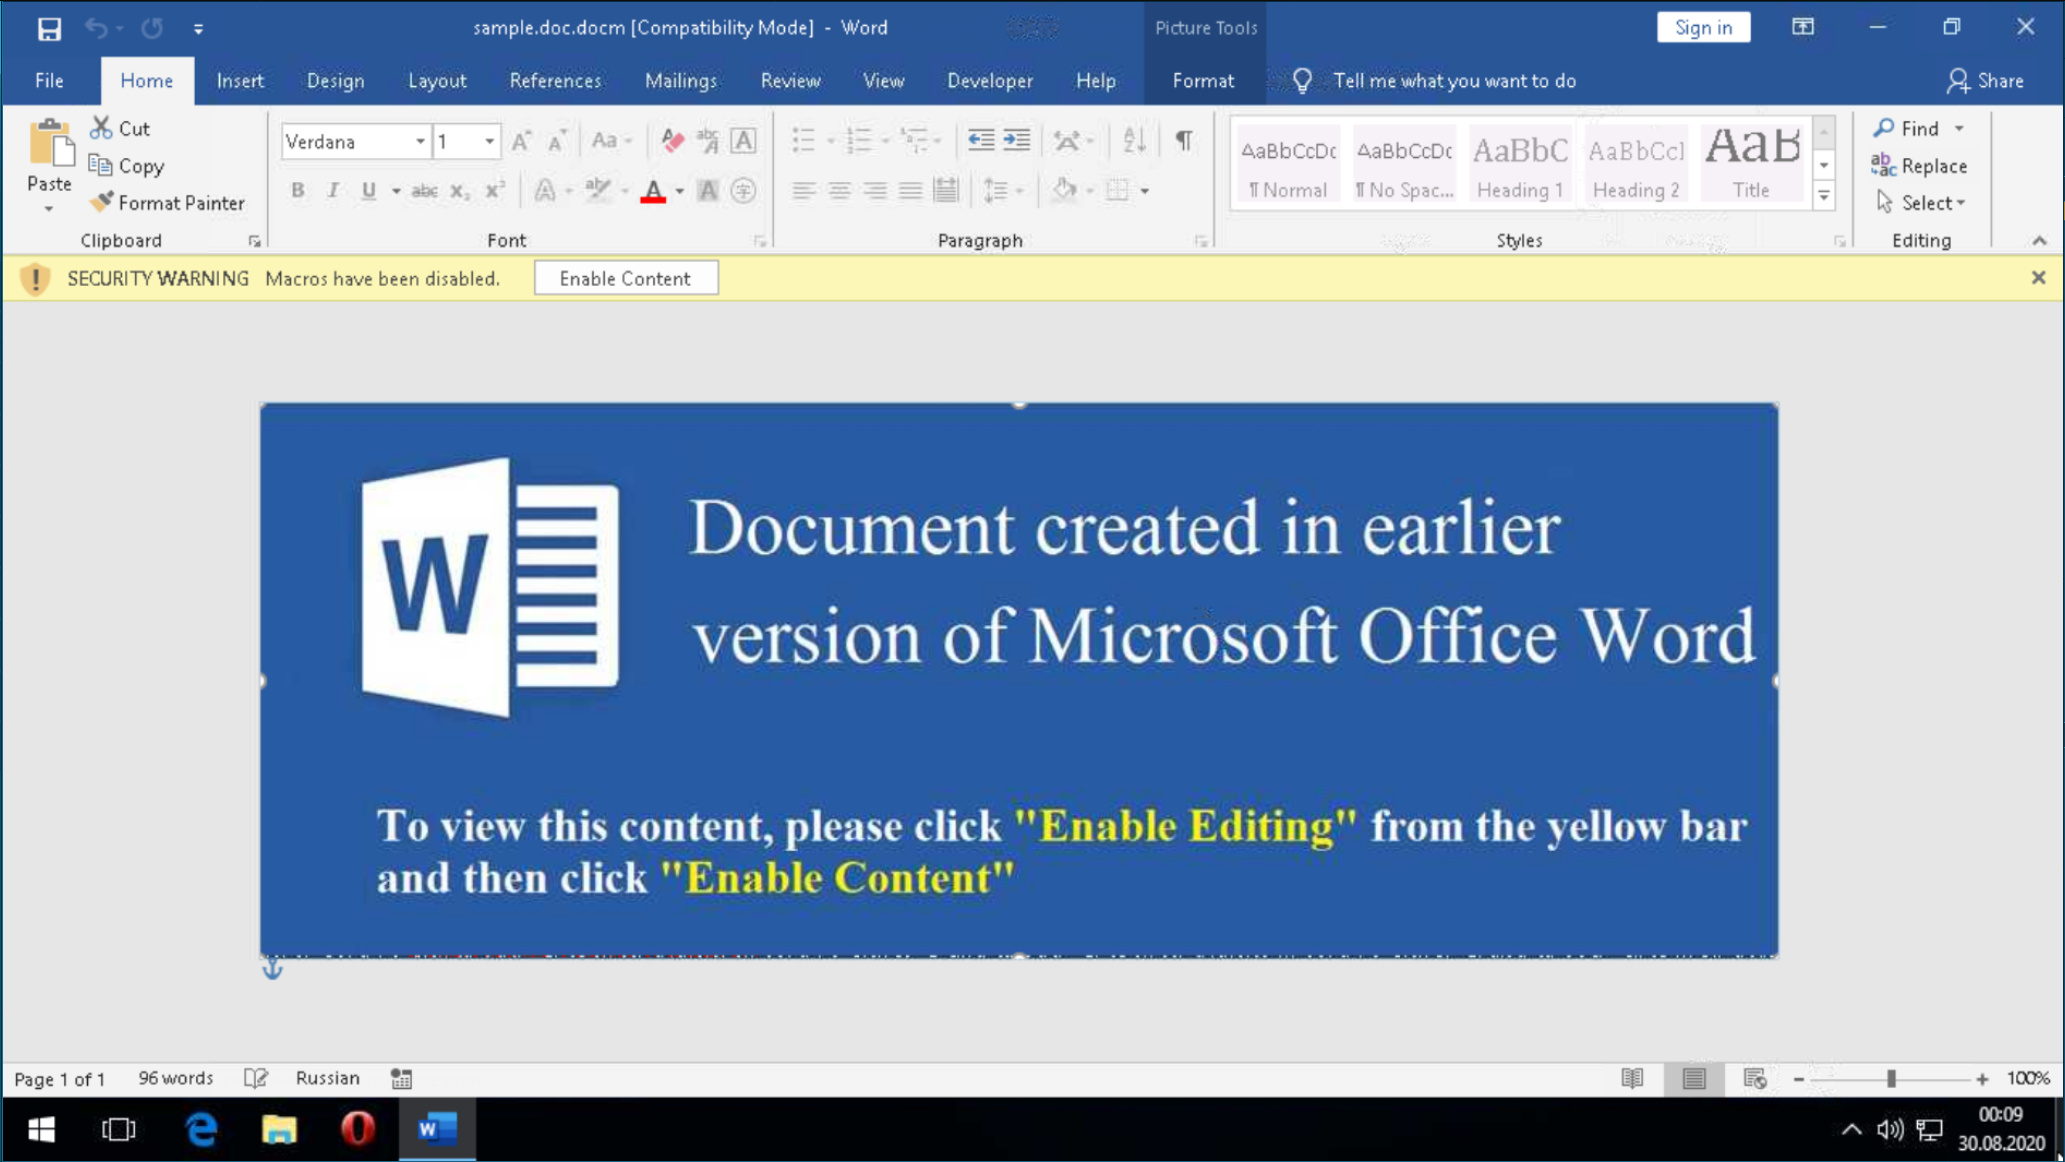 sample.doc.docm [Compatibility Mode] - Word
Picture Tools
Sign in
File Home Insert Design Layout References Mailings Review View Developer Help Format Tell me what you want to do Share
Paste
Cut
Copy
Format Painter
Clipboard
Verdana 1
Aa
B I U abc x₂ x²
A A
Font
Paragraph
AaBbCcDc AaBbCcDc AaBbC AaBbCcI AaB
¶ Normal ¶ No Spac... Heading 1 Heading 2 Title
Styles
Find
Replace
Select
Editing
SECURITY WARNING Macros have been disabled. Enable Content
W
Document created in earlier
version of Microsoft Office Word
To view this content, please click "Enable Editing" from the yellow bar
and then click "Enable Content"
Page 1 of 1 96 words Russian 100%
W
00:09
30.08.2020